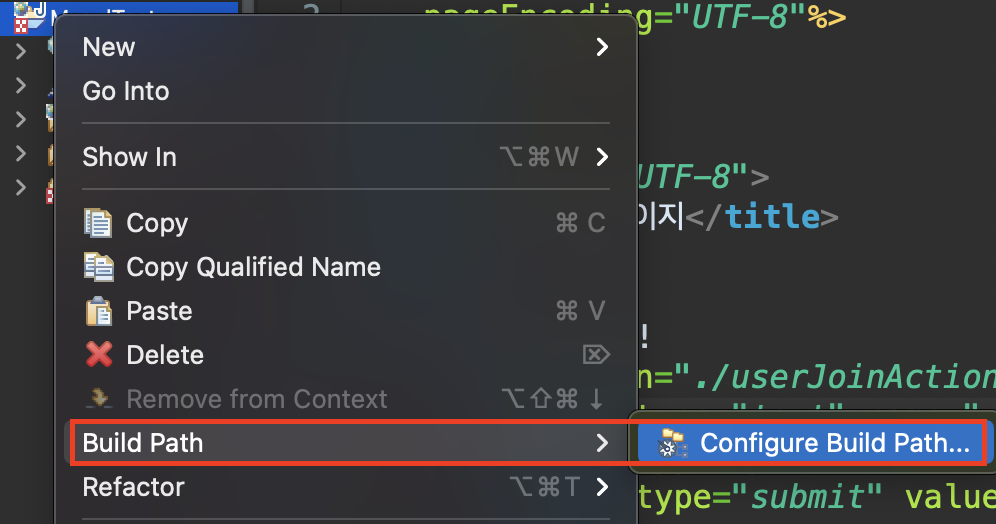 pageEncoding="UTF-8"%>
New
Go Into
Show In ⌥⌘W
UTF-8">
이지</title>
Copy ⌘ C
Copy Qualified Name
Paste ⌘ V
!
Delete ⌦
n="./userJoinAction
Remove from Context ⌥⇧⌘↓
Build Path
Configure Build Path...
Refactor ⌥⌘T
type="submit" value